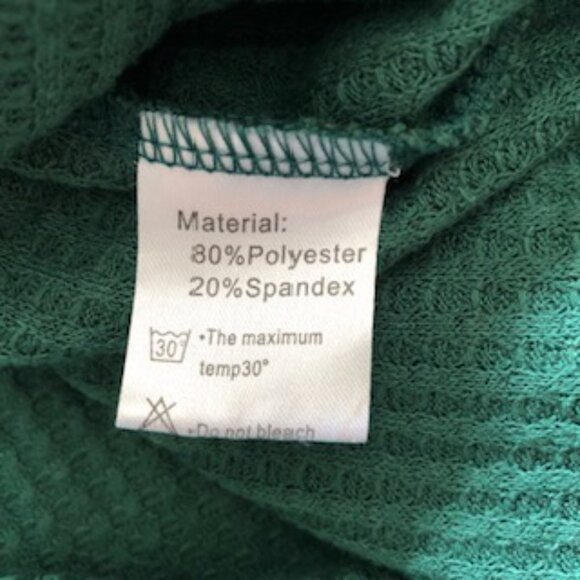 Material:
80%Polyester
20%Spandex
30° •The maximum
temp30°
•Do not bleach